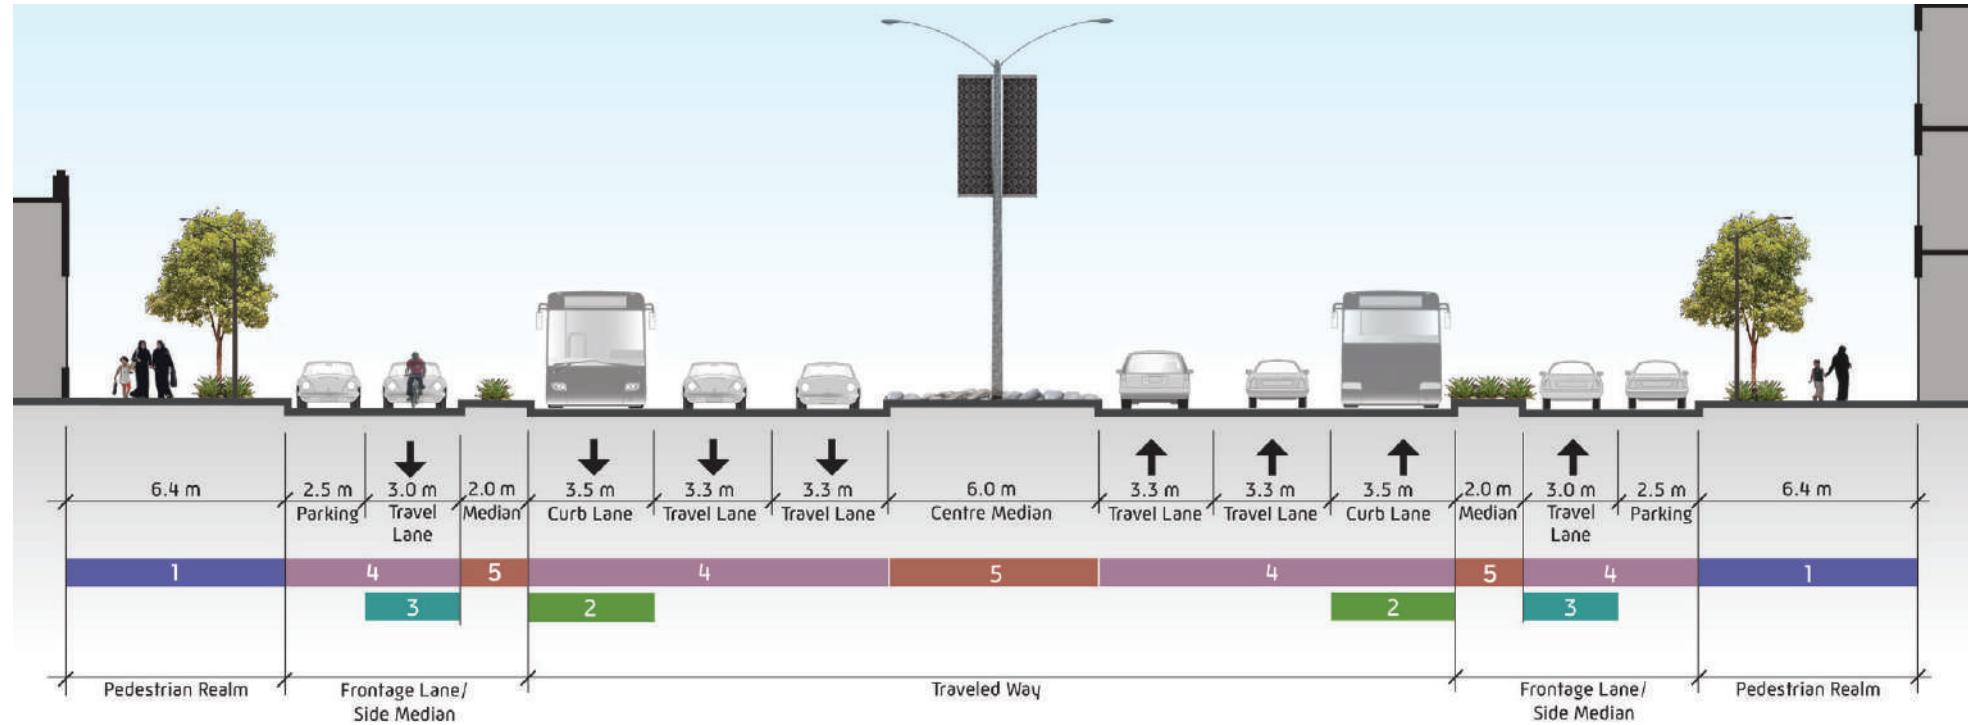 6.4 m 2.5 m 3.0 m 2.0 m 3.5 m 3.3 m 3.3 m 6.0 m 3.3 m 3.3 m 3.5 m 2.0 m 3.0 m 2.5 m 6.4 m
Parking Travel Median Curb Lane Travel Lane Travel Lane Centre Median Travel Lane Travel Lane Curb Lane Median Travel Parking
Lane Lane
1 4 5 4 5 4 5 4 1
3 2 2 3
Pedestrian Realm Frontage Lane/ Traveled Way Frontage Lane/ Pedestrian Realm
Side Median Side Median